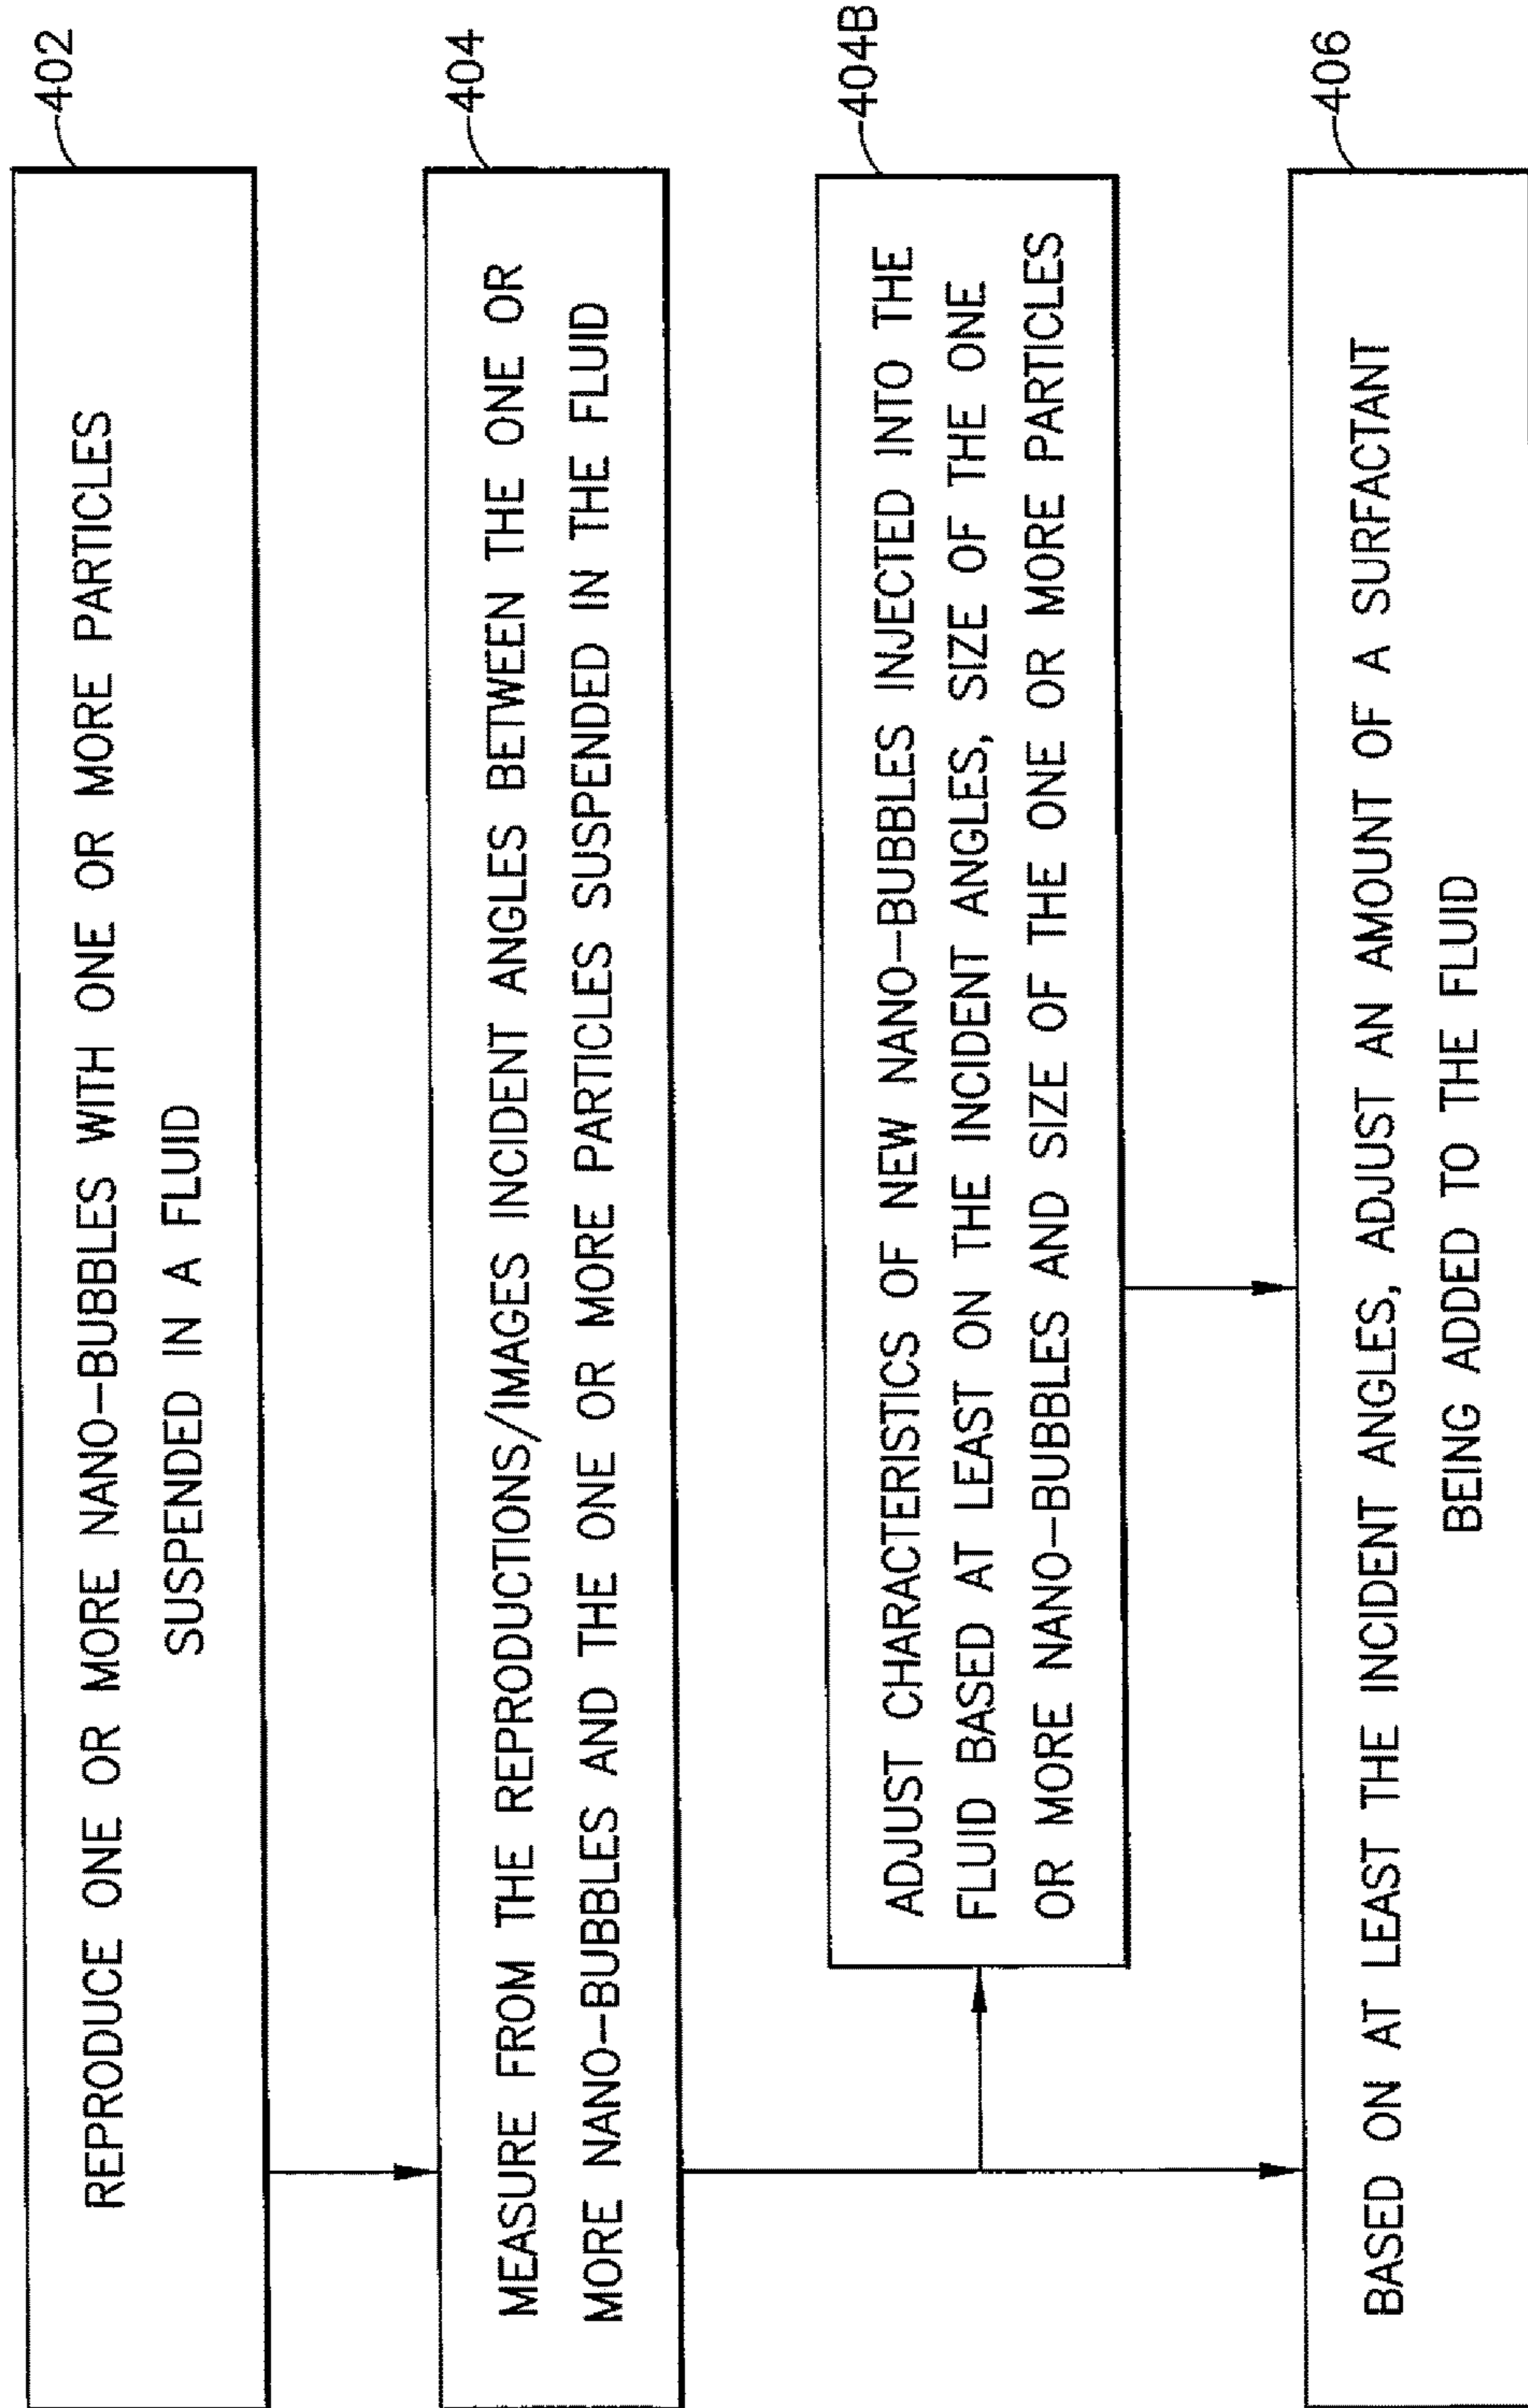 REPRODUCE ONE OR MORE NANO-BUBBLES WITH ONE OR MORE PARTICLES
SUSPENDED IN A FLUID
402
MEASURE FROM THE REPRODUCTIONS/IMAGES INCIDENT ANGLES BETWEEN THE ONE OR
MORE NANO-BUBBLES AND THE ONE OR MORE PARTICLES SUSPENDED IN THE FLUID
404
ADJUST CHARACTERISTICS OF NEW NANO-BUBBLES INJECTED INTO THE
FLUID BASED AT LEAST ON THE INCIDENT ANGLES, SIZE OF THE ONE
OR MORE NANO-BUBBLES AND SIZE OF THE ONE OR MORE PARTICLES
404B
BASED ON AT LEAST THE INCIDENT ANGLES, ADJUST AN AMOUNT OF A SURFACTANT
BEING ADDED TO THE FLUID
406